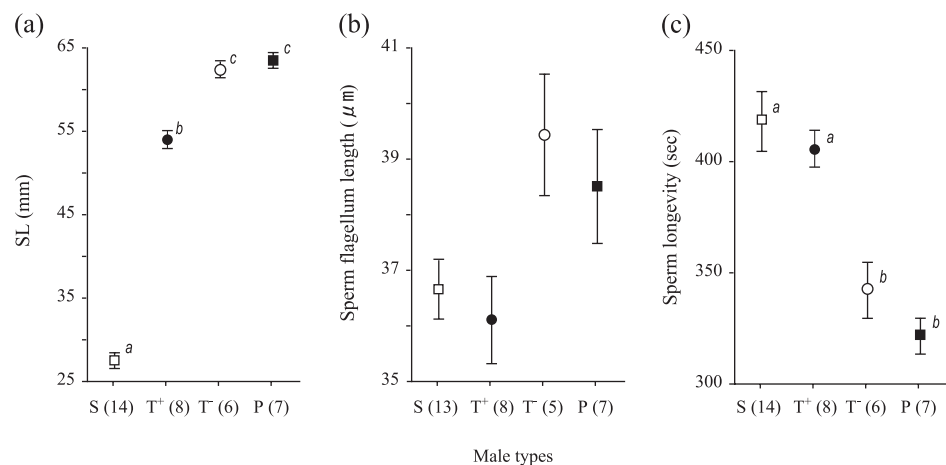 (a)
SL (mm)
65
55
45
35
25
a
b
c
c
S (14) T⁺ (8) T⁻ (6) P (7)
(b)
Sperm flagellum length (μm)
41
39
37
35
S (13) T⁺ (8) T⁻ (5) P (7)
Male types
(c)
Sperm longevity (sec)
450
400
350
300
a
a
b
b
S (14) T⁺ (8) T⁻ (6) P (7)